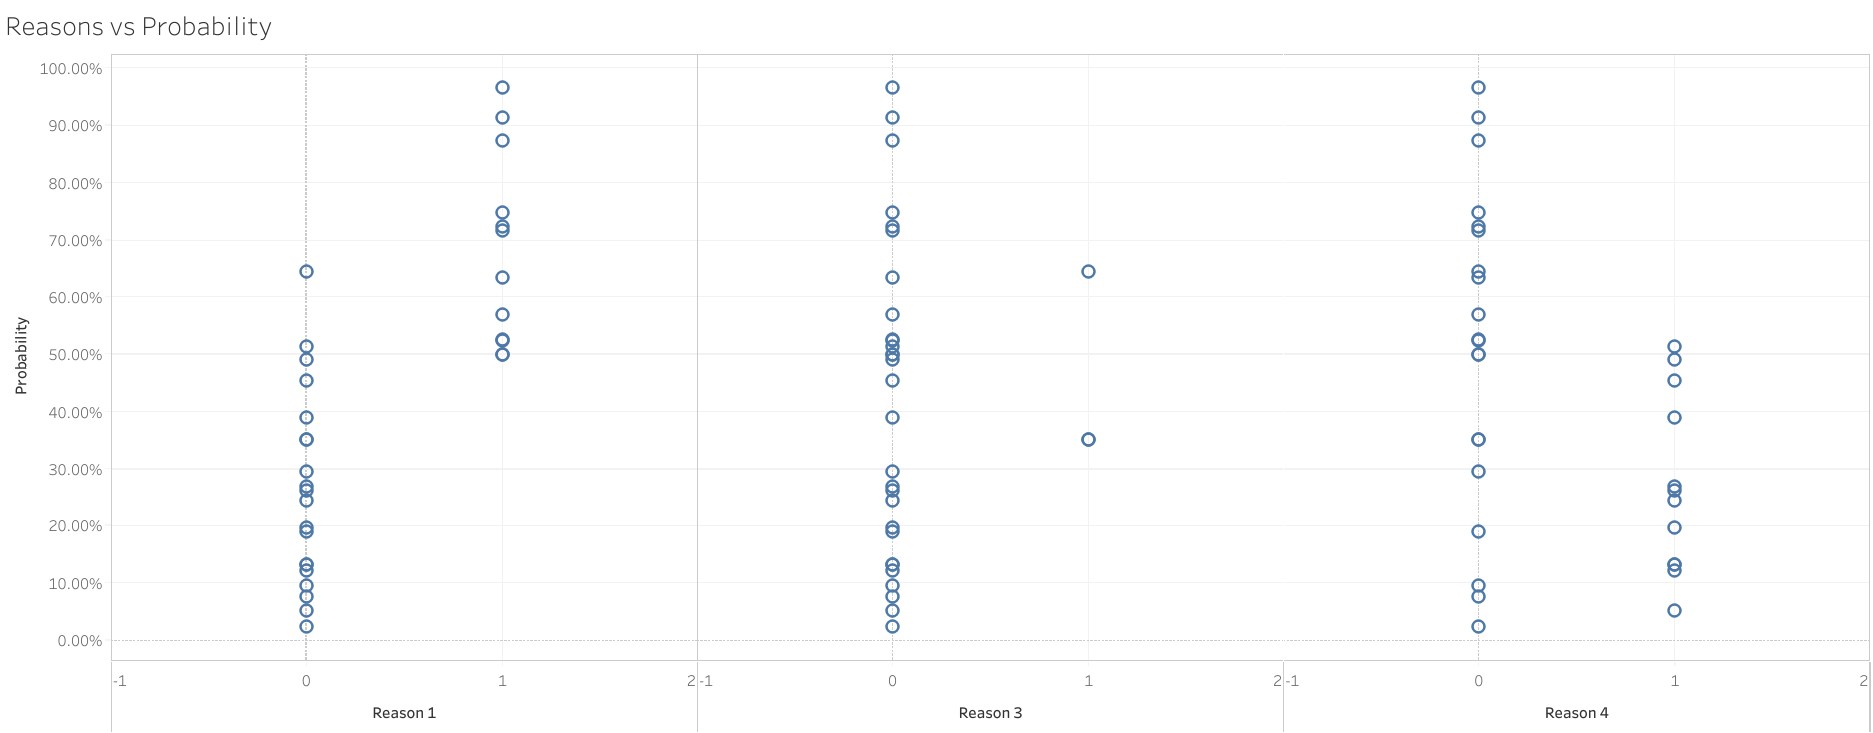 Reasons vs Probability
100.00%
90.00%
80.00%
70.00%
60.00%
50.00%
40.00%
30.00%
20.00%
10.00%
0.00%
Probability
-1 0 1 2 -1 0 1 2 -1 0 1 2
Reason 1 Reason 3 Reason 4